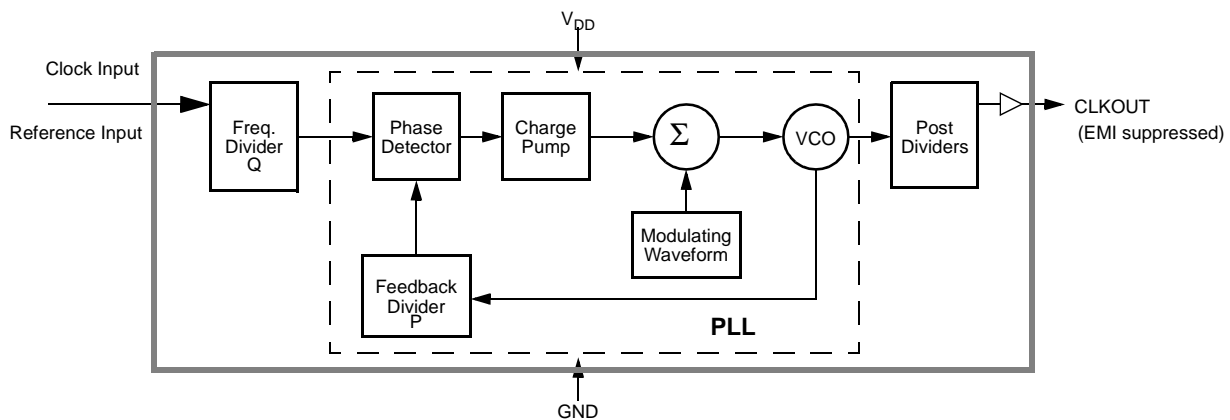 VDD
Clock Input
Reference Input
Freq.
Divider
Q
Phase
Detector
Charge
Pump
Σ
VCO
Post
Dividers
CLKOUT
(EMI suppressed)
Modulating
Waveform
Feedback
Divider
P
PLL
GND